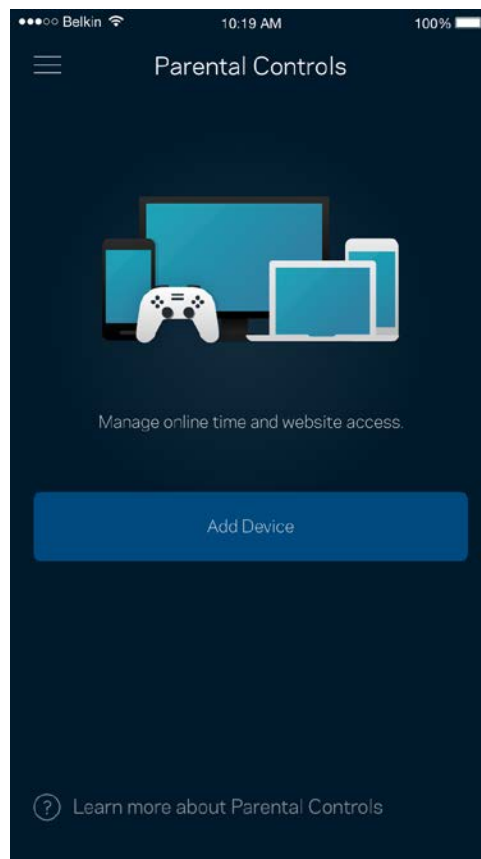 ●●●○○ Belkin 10:19 AM 100%
Parental Controls
Manage online time and website access.
Add Device
? Learn more about Parental Controls